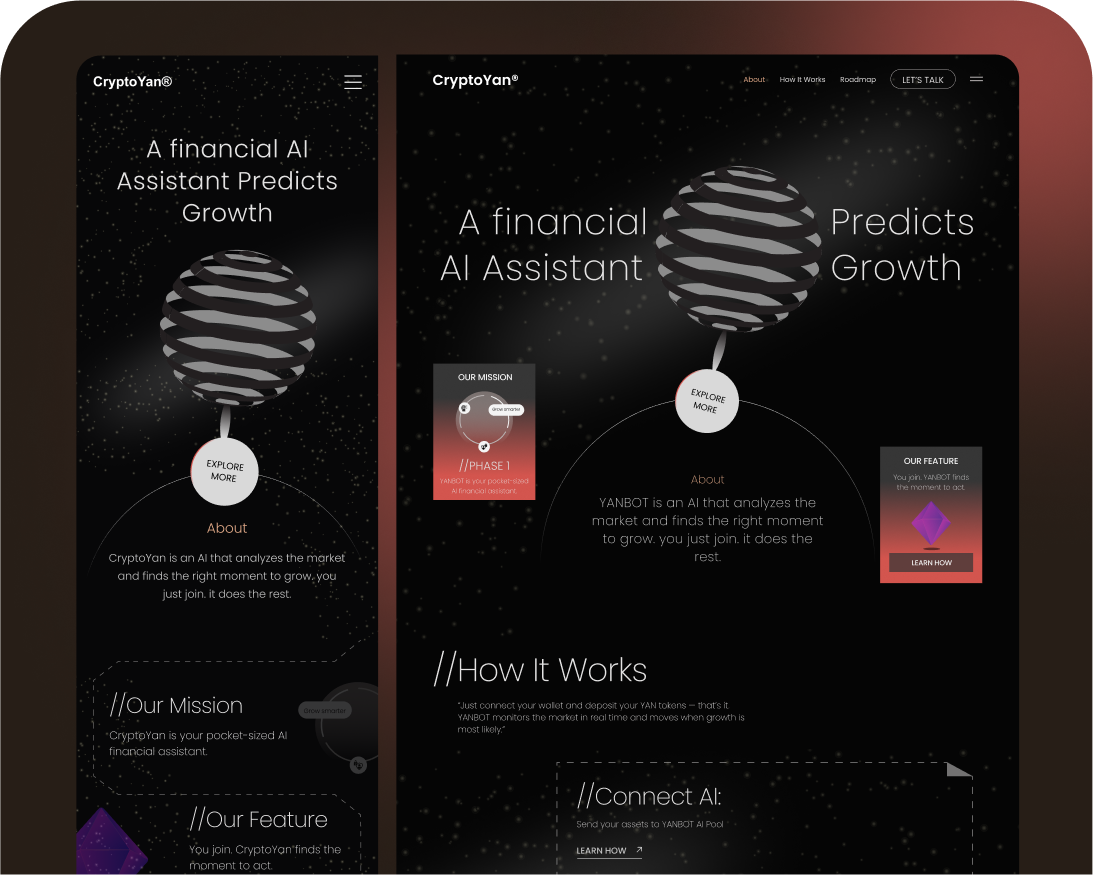 CryptoYan®
A financial AI
Assistant Predicts
Growth
EXPLORE
MORE
About
CryptoYan is an AI that analyzes the market
and finds the right moment to grow. you
just join. it does the rest.
//Our Mission
Grow smarter
CryptoYan is your pocket-sized AI
financial assistant.
//Our Feature
You join. CryptoYan finds the
moment to act.
CryptoYan®
About
How It Works
Roadmap
LET'S TALK
A financial
AI Assistant
Predicts
Growth
EXPLORE
MORE
OUR MISSION
Grow smarter
//PHASE 1
YANBOT is your pocket-sized
AI financial assistant.
About
YANBOT is an AI that analyzes the
market and finds the right moment
to grow. you just join. it does the
rest.
OUR FEATURE
You join. YANBOT finds
the moment to act.
LEARN HOW
//How It Works
“Just connect your wallet and deposit your YAN tokens — that’s it.
YANBOT monitors the market in real time and moves when growth is
most likely.”
//Connect AI:
Send your assets to YANBOT AI Pool
LEARN HOW